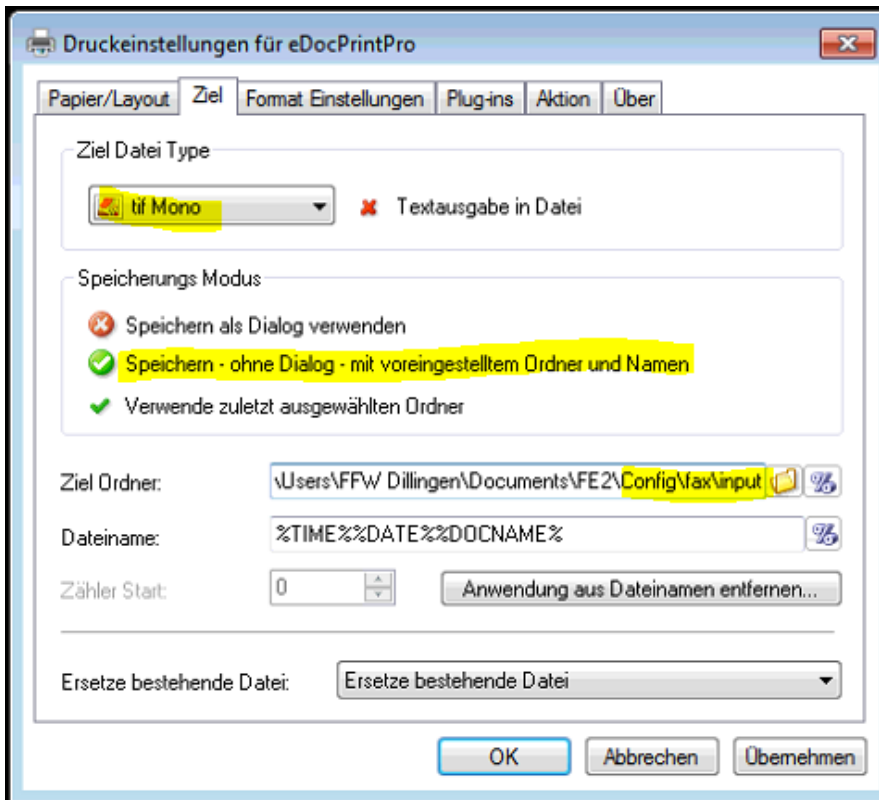 Druckeinstellungen für eDocPrintPro
Papier/Layout Ziel Format Einstellungen Plug-ins Aktion Über
Ziel Datei Type
tif Mono Textausgabe in Datei
Speicherungs Modus
Speichern als Dialog verwenden
Speichern - ohne Dialog - mit voreingestelltem Ordner und Namen
Verwende zuletzt ausgewählten Ordner
Ziel Ordner: \Users\FFW Dillingen\Documents\FE2\Config\fax\input
Dateiname: %TIME%%DATE%%DOCNAME%
Zähler Start: 0 Anwendung aus Dateinamen entfernen...
Ersetze bestehende Datei: Ersetze bestehende Datei
OK Abbrechen Übernehmen